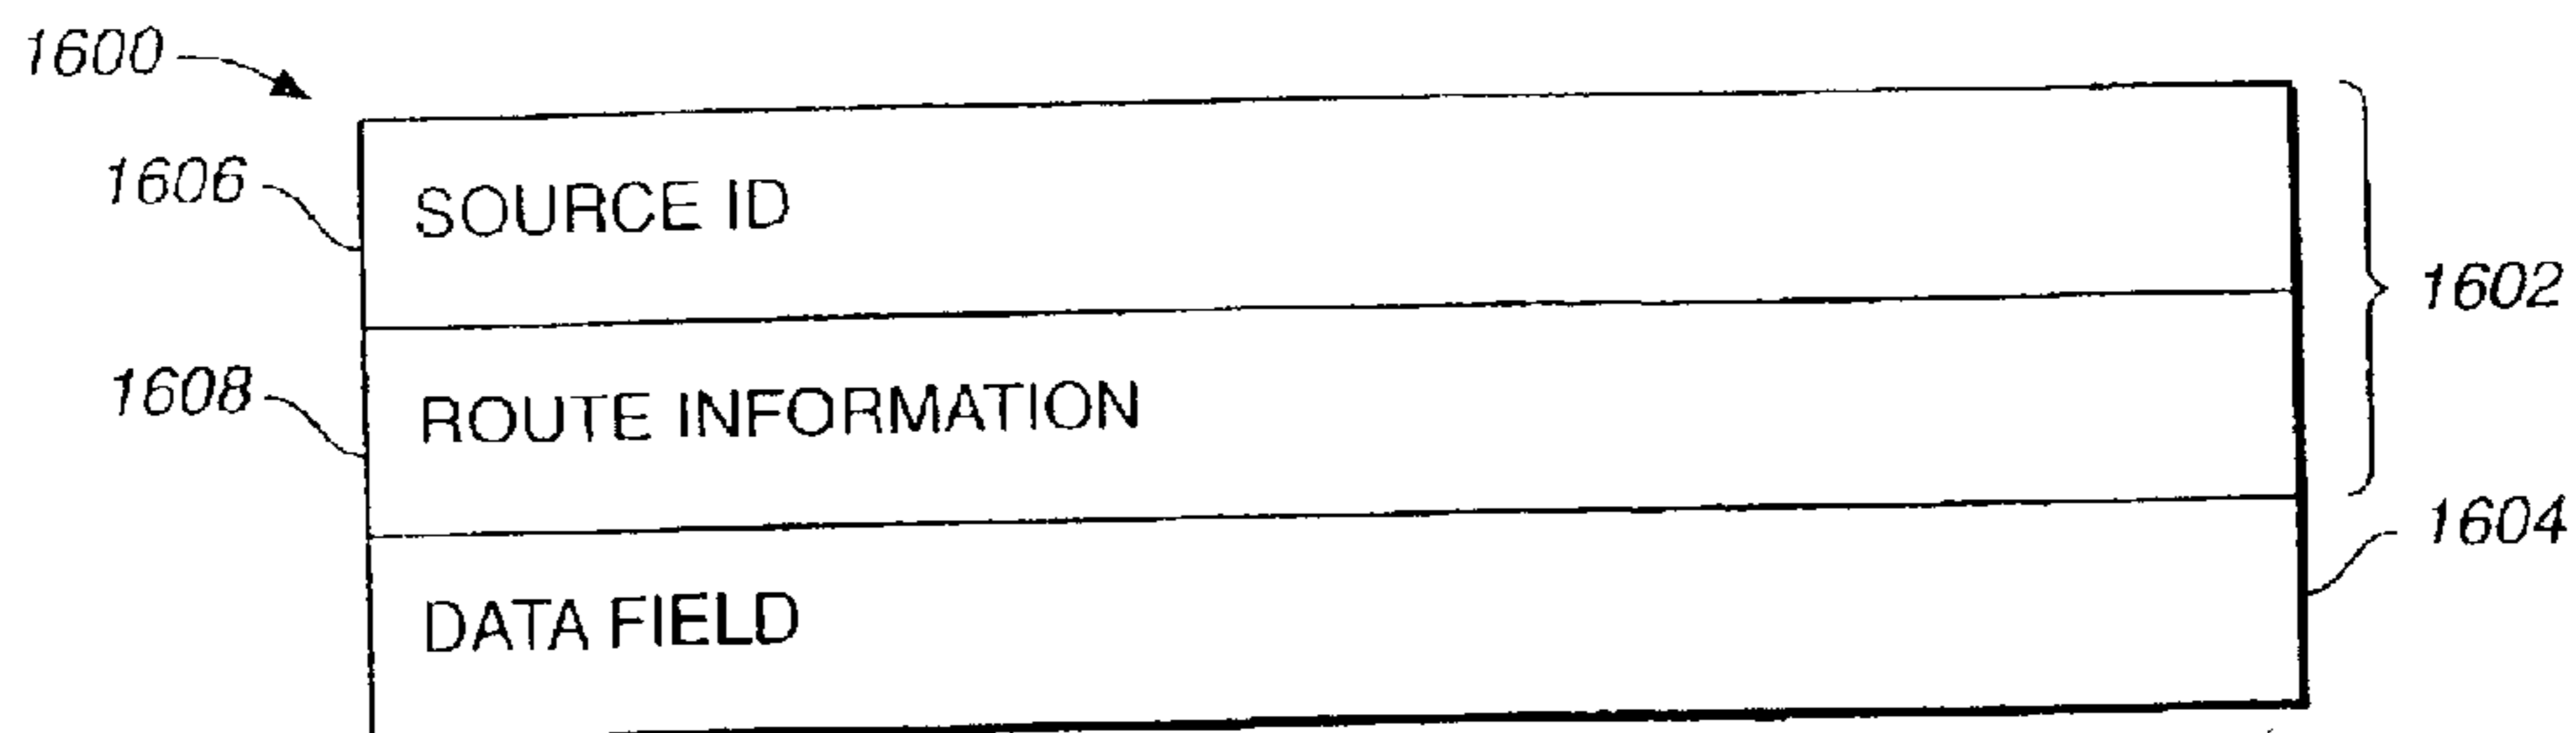 1600
1606
SOURCE ID
1602
1608
ROUTE INFORMATION
1604
DATA FIELD